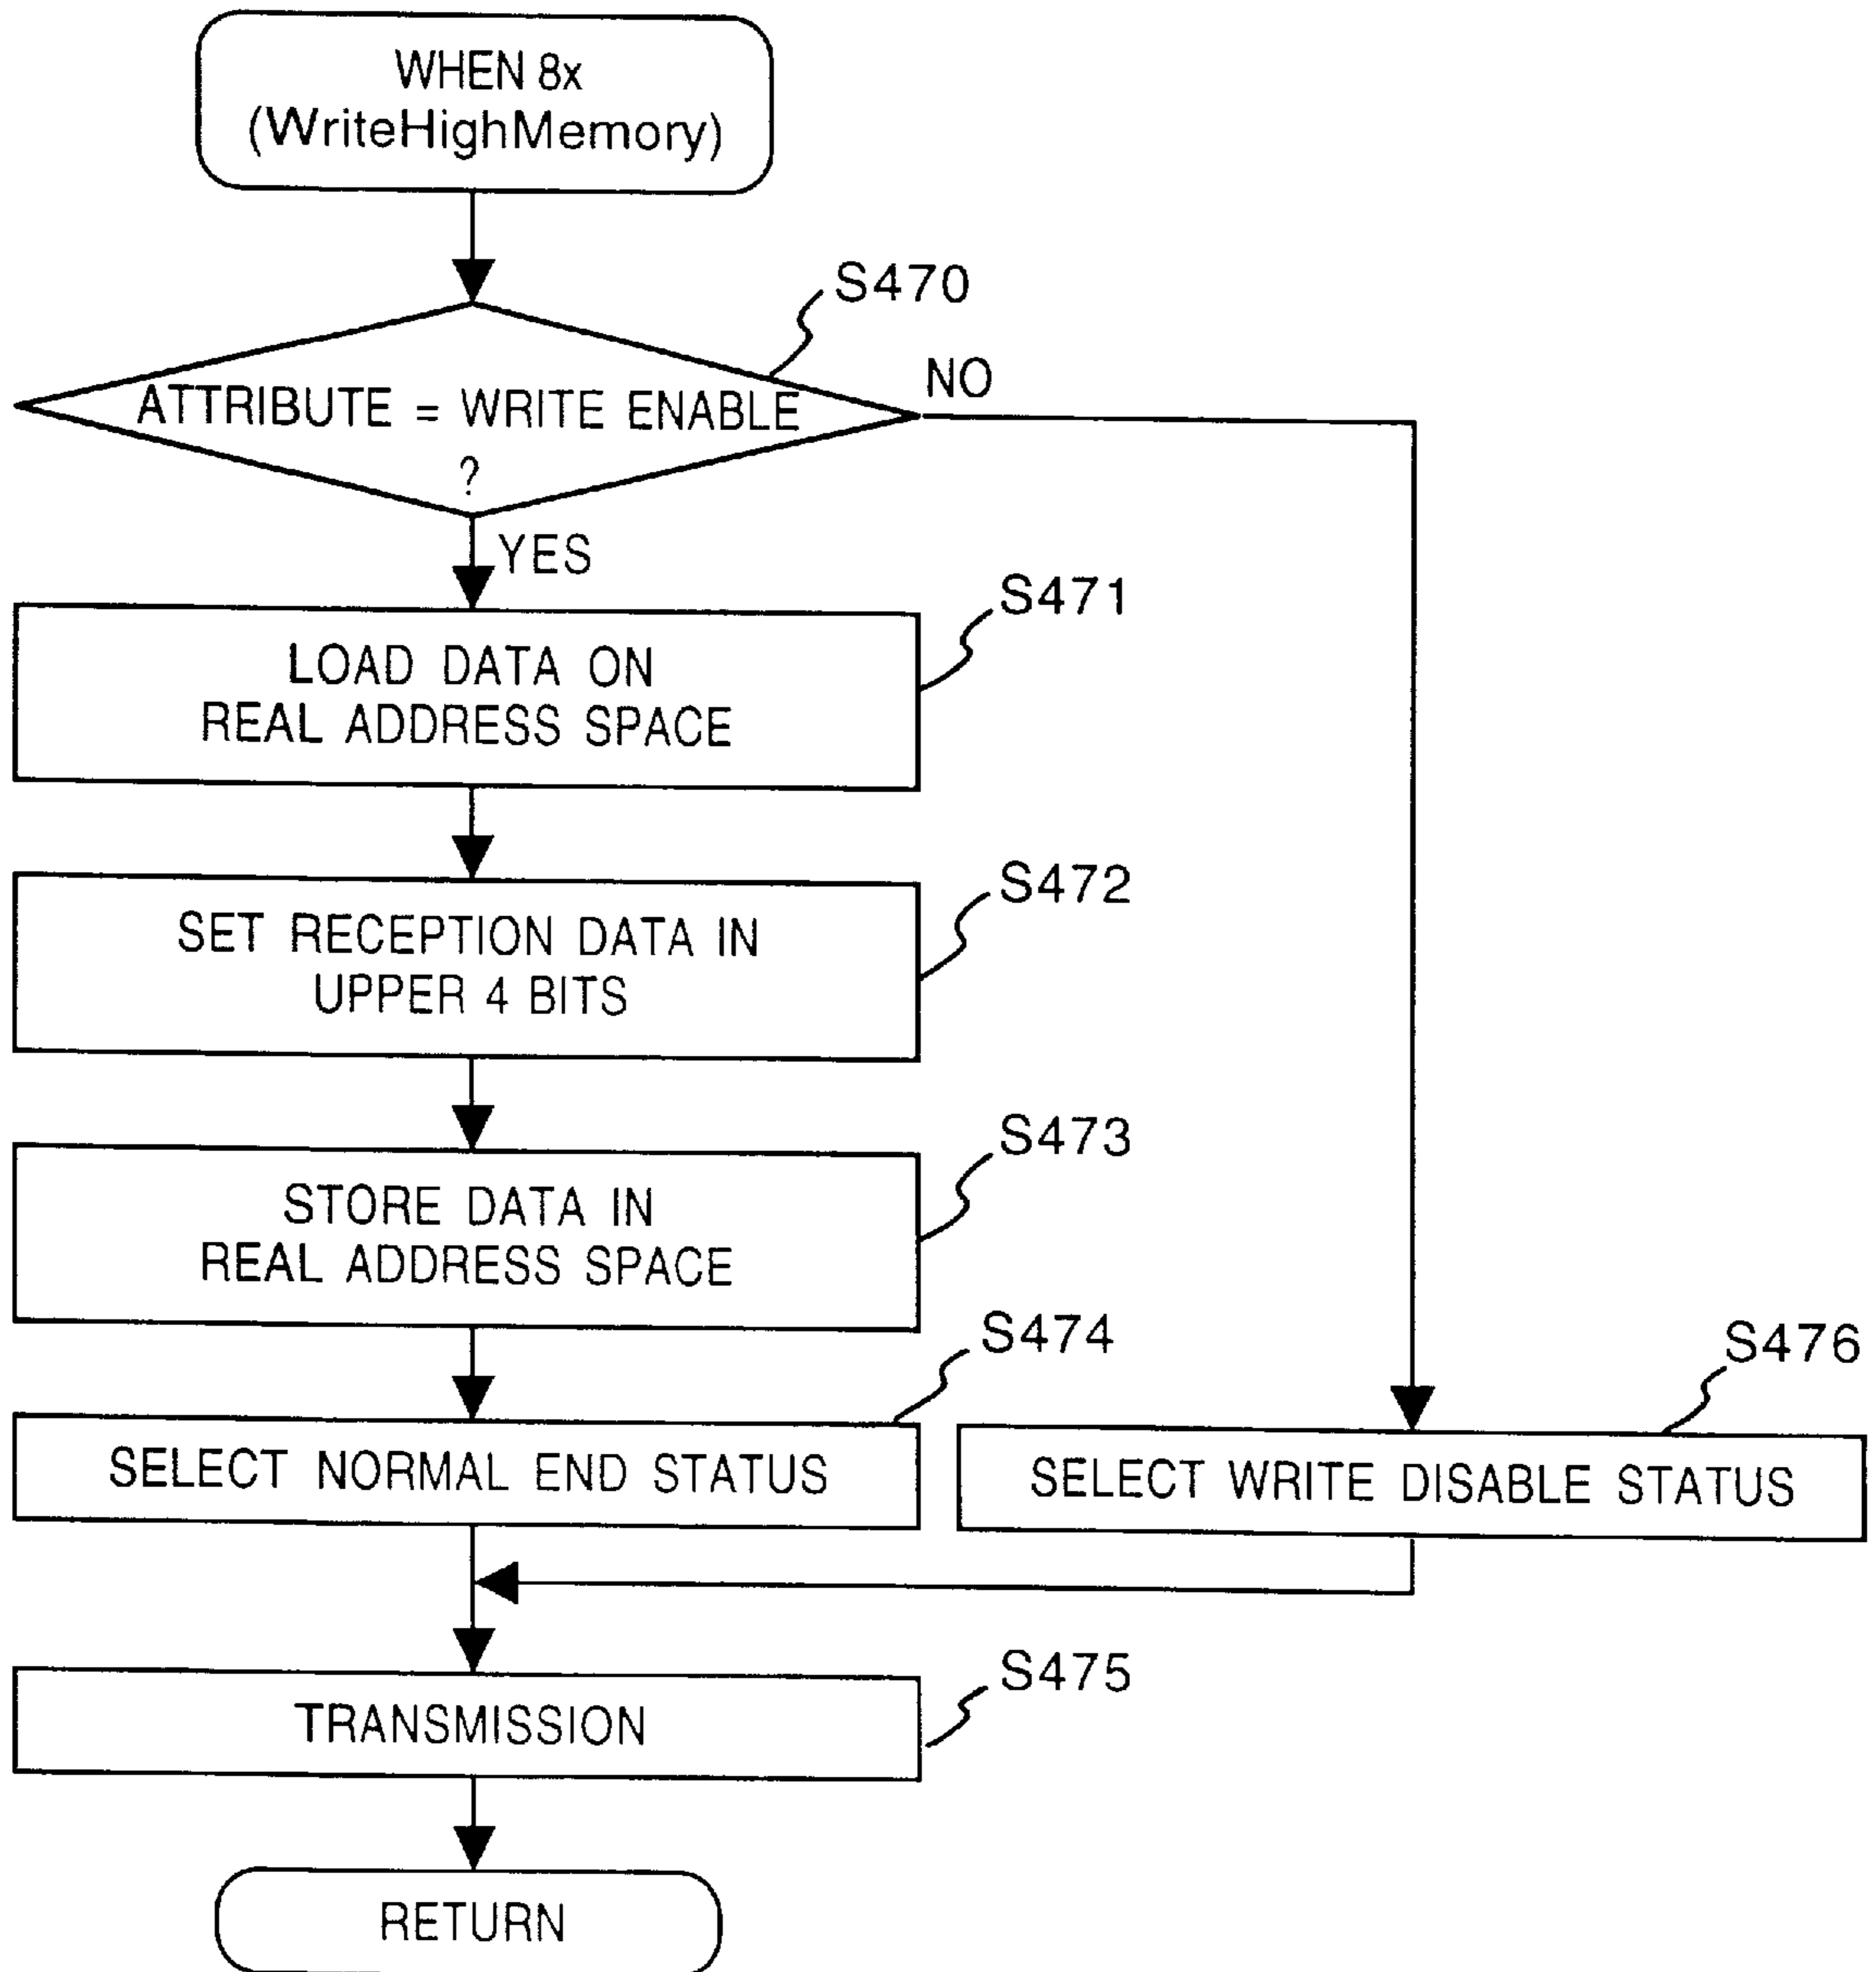 WHEN 8x
(WriteHighMemory)
S470
ATTRIBUTE = WRITE ENABLE
?
NO
YES
S471
LOAD DATA ON
REAL ADDRESS SPACE
S472
SET RECEPTION DATA IN
UPPER 4 BITS
S473
STORE DATA IN
REAL ADDRESS SPACE
S474
SELECT NORMAL END STATUS
S476
SELECT WRITE DISABLE STATUS
S475
TRANSMISSION
RETURN